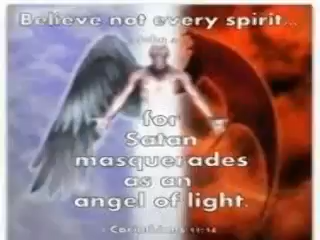 Believe not every spirit...
for
Satan
masquerades
as an
angel of light.
Corinthians 11:14